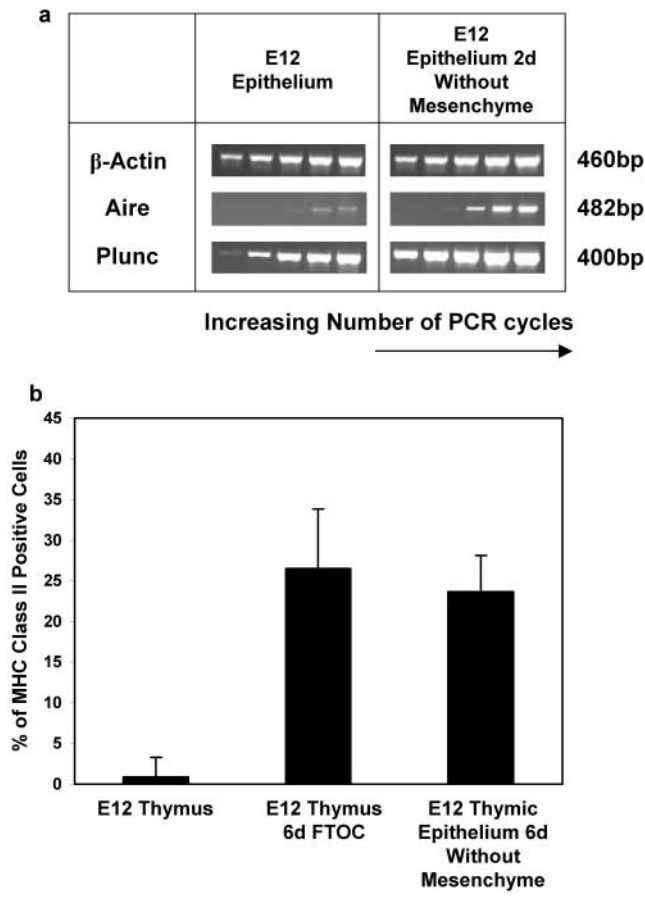 a
E12
Epithelium
E12
Epithelium 2d
Without
Mesenchyme
β-Actin
460bp
Aire
482bp
Plunc
400bp
Increasing Number of PCR cycles
b
% of MHC Class II Positive Cells
45
40
35
30
25
20
15
10
5
0
E12 Thymus
E12 Thymus
6d FTOC
E12 Thymic
Epithelium 6d
Without
Mesenchyme